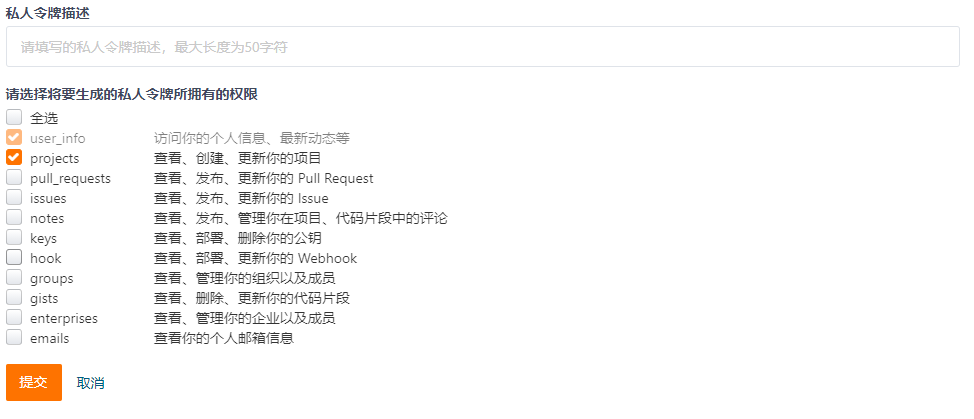 私人令牌描述
请填写的私人令牌描述，最大长度为50字符
请选择将要生成的私人令牌所拥有的权限
全选
user_info 访问你的个人信息、最新动态等
projects 查看、创建、更新你的项目
pull_requests 查看、发布、更新你的 Pull Request
issues 查看、发布、更新你的 Issue
notes 查看、发布、管理你在项目、代码片段中的评论
keys 查看、部署、删除你的公钥
hook 查看、部署、更新你的 Webhook
groups 查看、管理你的组织以及成员
gists 查看、删除、更新你的代码片段
enterprises 查看、管理你的企业以及成员
emails 查看你的个人邮箱信息
提交 取消